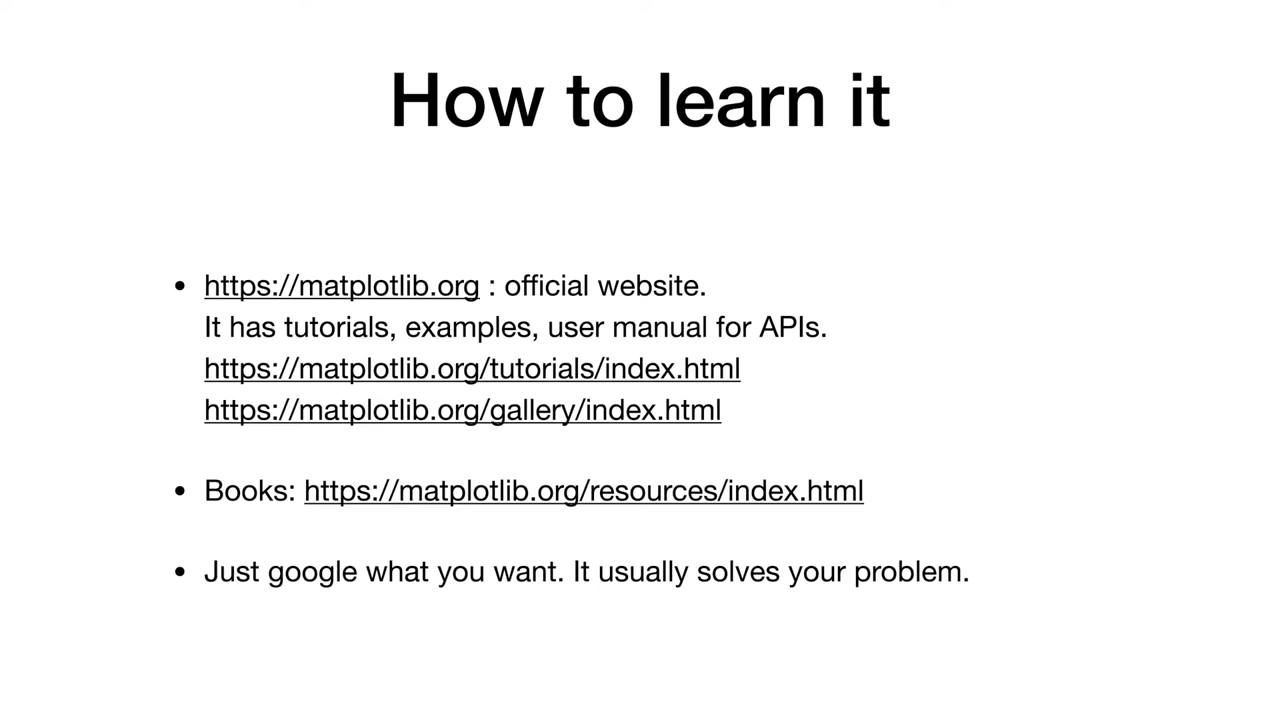 How to learn it
• https://matplotlib.org : official website.
It has tutorials, examples, user manual for APIs.
https://matplotlib.org/tutorials/index.html
https://matplotlib.org/gallery/index.html
• Books: https://matplotlib.org/resources/index.html
• Just google what you want. It usually solves your problem.